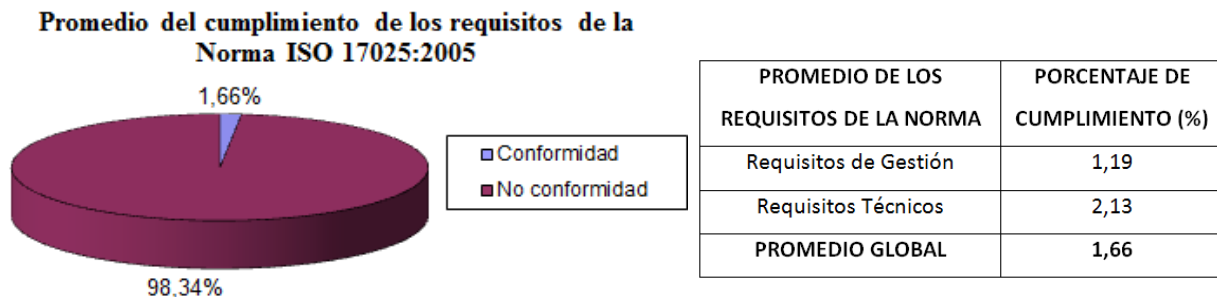 Promedio del cumplimiento de los requisitos de la
Norma ISO 17025:2005
1,66%
Conformidad
No conformidad
98,34%
PROMEDIO DE LOS PORCENTAJE DE
REQUISITOS DE LA NORMA CUMPLIMIENTO (%)
Requisitos de Gestión 1,19
Requisitos Técnicos 2,13
PROMEDIO GLOBAL 1,66